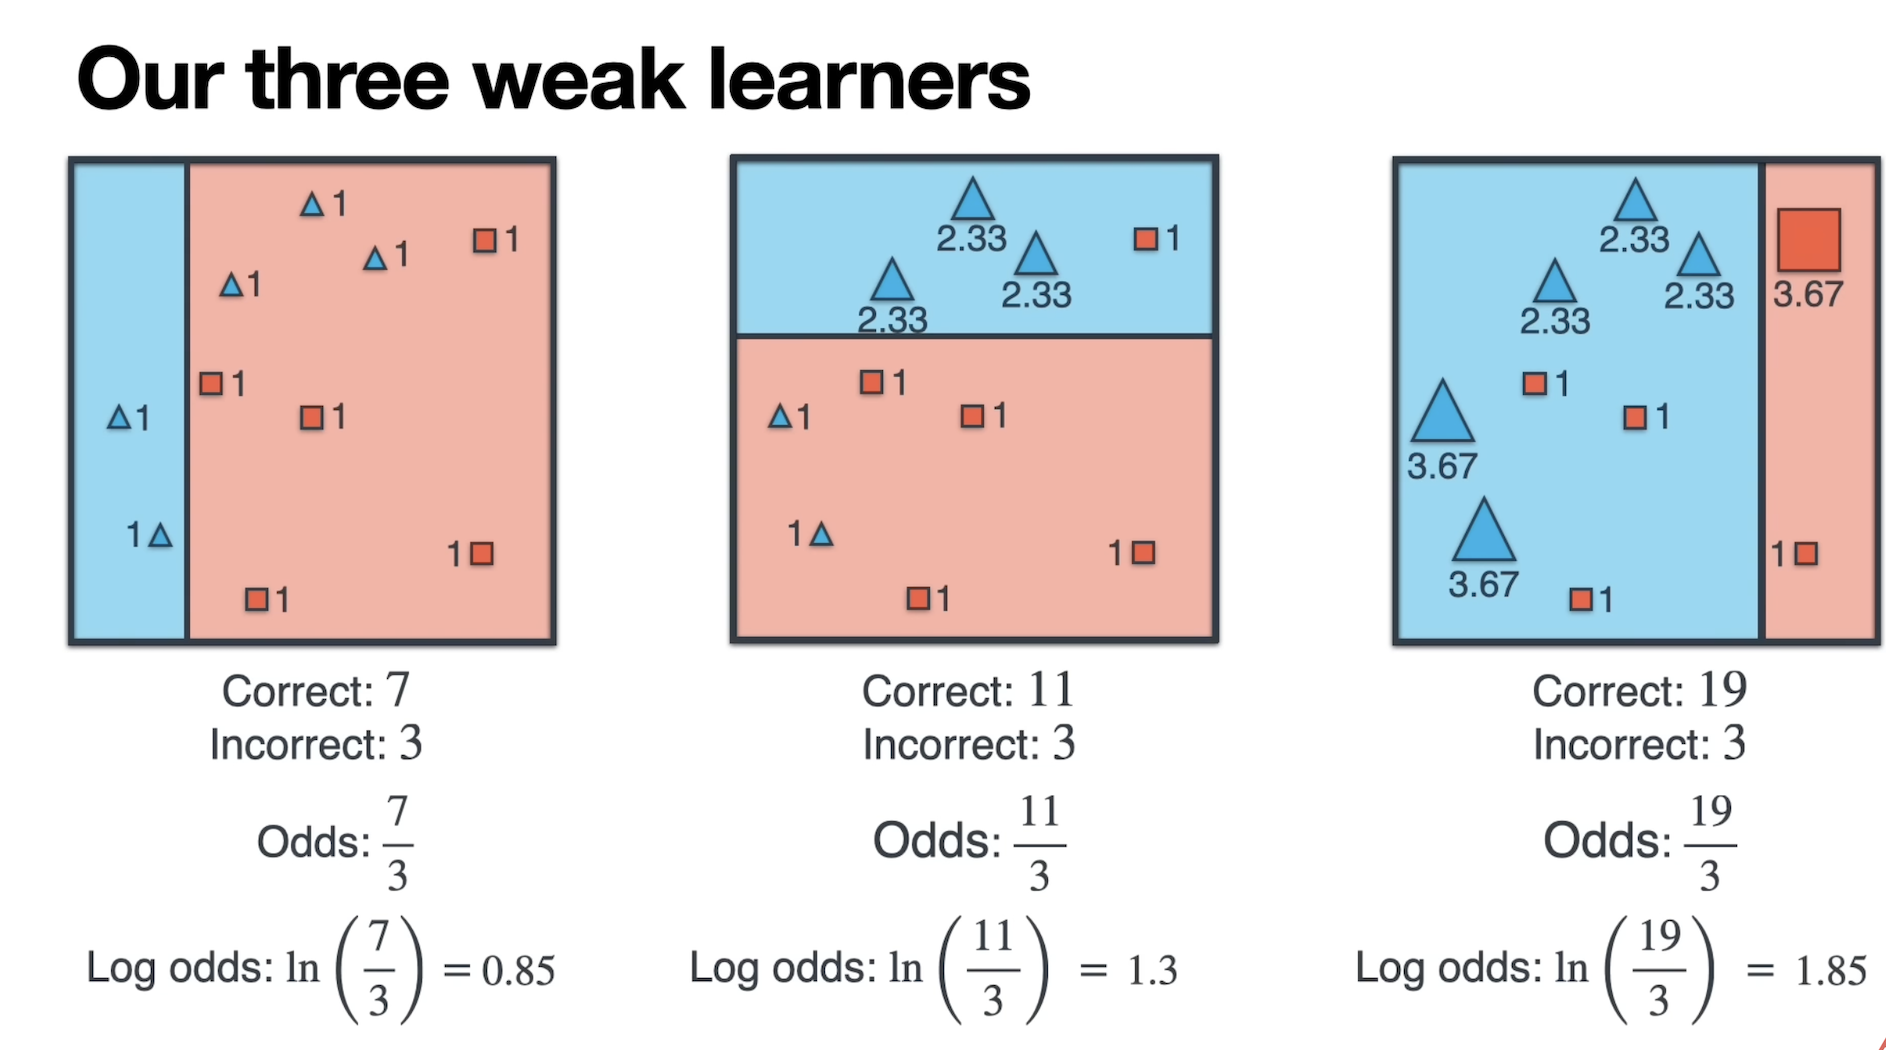 Our three weak learners
1
1
1
1
1
1
1
1
1
1
2.33
1
2.33
2.33
1
1
1
1
1
1
2.33
2.33
3.67
2.33
1
1
3.67
1
3.67
1
Correct: 7
Incorrect: 3
Odds: 7/3
Log odds: ln (7/3) = 0.85
Correct: 11
Incorrect: 3
Odds: 11/3
Log odds: ln (11/3) = 1.3
Correct: 19
Incorrect: 3
Odds: 19/3
Log odds: ln (19/3) = 1.85